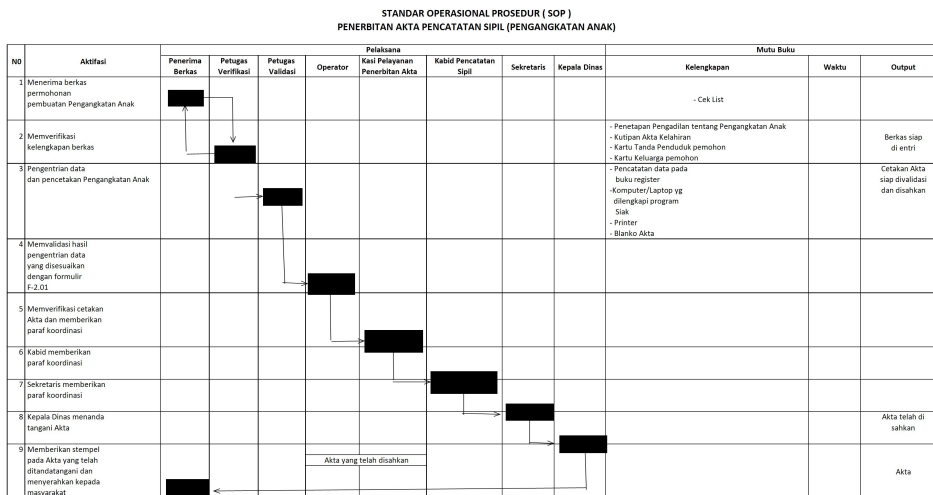 STANDAR OPERASIONAL PROSEDUR ( SOP )
PENERBITAN AKTA PENCATATAN SIPIL (PENGANGKATAN ANAK)
N0
Aktifasi
Pelaksana
Mutu Buku
Penerima
Berkas
Petugas
Verifikasi
Petugas
Validasi
Operator
Kasi Pelayanan
Penerbitan Akta
Kabid Pencatatan
Sipil
Sekretaris
Kepala Dinas
Kelengkapan
Waktu
Output
1
Menerima berkas
permohonan
pembuatan Pengangkatan Anak
- Cek List
2
Memverifikasi
kelengkapan berkas
- Penetapan Pengadilan tentang Pengangkatan Anak
- Kutipan Akta Kelahiran
- Kartu Tanda Penduduk pemohon
- Kartu Keluarga pemohon
Berkas siap
di entri
3
Pengentrian data
dan pencetakan Pengangkatan Anak
- Pencatatan data pada
buku register
-Komputer/Laptop yg
dilengkapi program
Siak
- Printer
- Blanko Akta
Cetakan Akta
siap divalidasi
dan disahkan
4
Memvalidasi hasil
pengentrian data
yang disesuaikan
dengan formulir
F-2.01
5
Memverifikasi cetakan
Akta dan memberikan
paraf koordinasi
6
Kabid memberikan
paraf koordinasi
7
Sekretaris memberikan
paraf koordinasi
8
Kepala Dinas menanda
tangani Akta
Akta telah di
sahkan
9
Memberikan stempel
pada Akta yang telah
ditandatangani dan
menyerahkan kepada
masyarakat
Akta yang telah disahkan
Akta